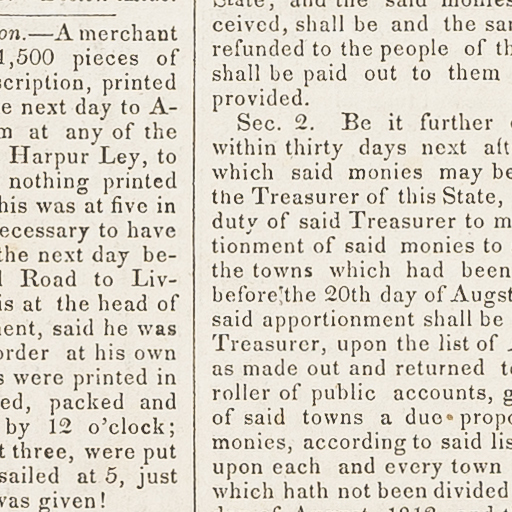 on.—A merchant
1,500 pieces of
scription, printed
e next day to A-
m at any of the
Harpur Ley, to
nothing printed
his was at five in
ecessary to have
the next day be-
Road to Liv-
is at the head of
ent, said he was
order at his own
s were printed in
ed, packed and
by 12 o'clock;
t three, were put
sailed at 5, just
was given!
State, and the said monies
ceived, shall be and the sa
refunded to the people of th
shall be paid out to them
provided.
Sec. 2. Be it further
within thirty days next aft
which said monies may be
the Treasurer of this State,
duty of said Treasurer to m
tionment of said monies to
the towns which had been
before the 20th day of Augst
said apportionment shall be
Treasurer, upon the list of
as made out and returned t
roller of public accounts, g
of said towns a due propo
monies, according to said lis
upon each and every town
which hath not been divided